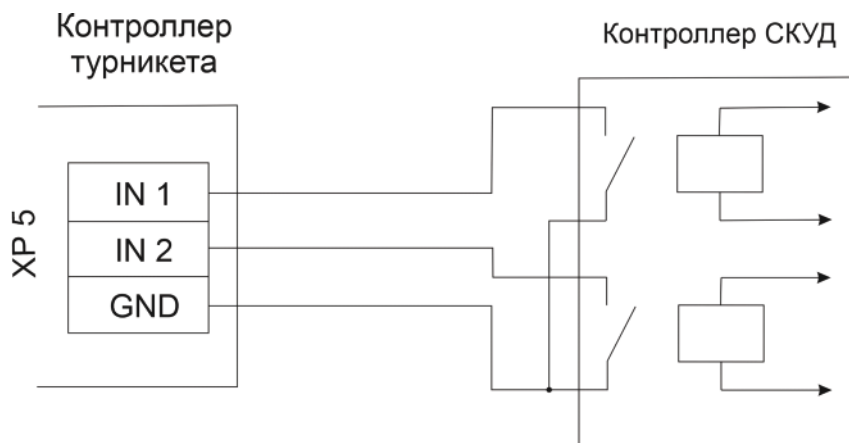 Контроллер
турникета
Контроллер СКУД
XP 5
IN 1
IN 2
GND